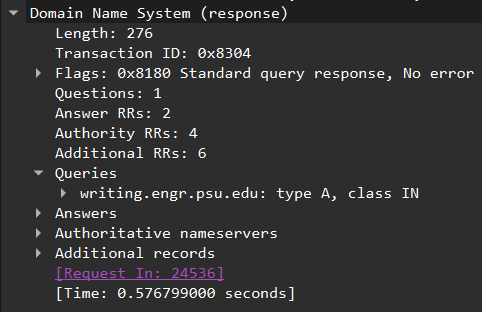 Domain Name System (response)
Length: 276
Transaction ID: 0x8304
Flags: 0x8180 Standard query response, No error
Questions: 1
Answer RRs: 2
Authority RRs: 4
Additional RRs: 6
Queries
writing.engr.psu.edu: type A, class IN
Answers
Authoritative nameservers
Additional records
[Request In: 24536]
[Time: 0.576799000 seconds]